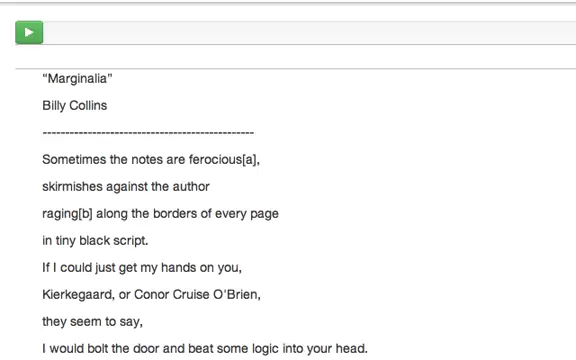 “Marginalia”
Billy Collins
-----------------------------------------------
Sometimes the notes are ferocious[a],
skirmishes against the author
raging[b] along the borders of every page
in tiny black script.
If I could just get my hands on you,
Kierkegaard, or Conor Cruise O'Brien,
they seem to say,
I would bolt the door and beat some logic into your head.